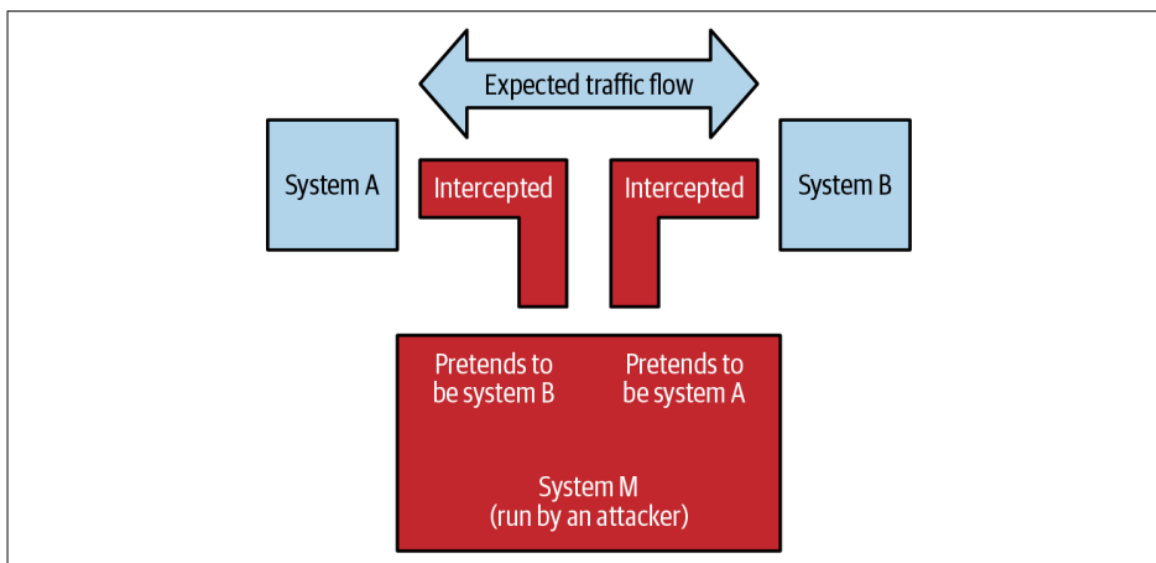 Expected traffic flow
System A
Intercepted
Intercepted
System B
Pretends to
be system B
Pretends to
be system A
System M
(run by an attacker)